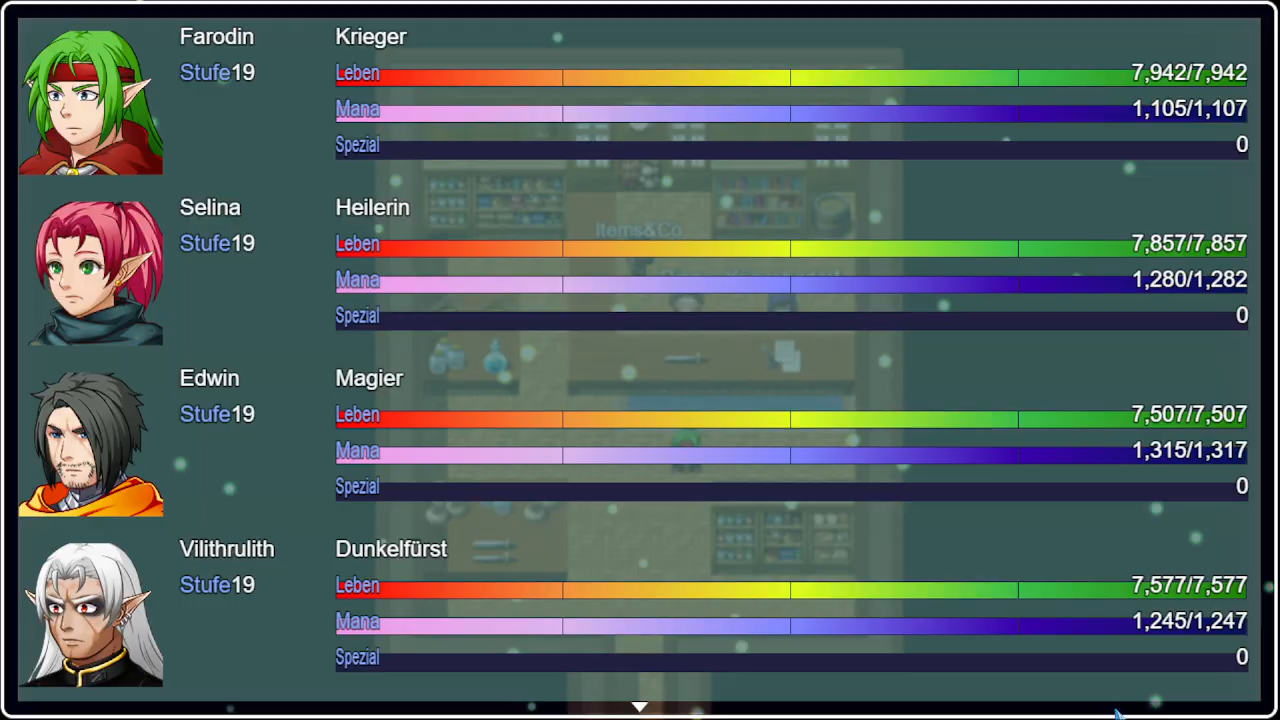 Farodin Krieger
Stufe19 Leben 7,942/7,942
Mana 1,105/1,107
Spezial 0
Selina Heilerin
Stufe19 Leben 7,857/7,857
Mana 1,280/1,282
Items&Co.
Spezial 0
Edwin Magier
Stufe19 Leben 7,507/7,507
Mana 1,315/1,317
Spezial 0
Vilithrulith Dunkelfürst
Stufe19 Leben 7,577/7,577
Mana 1,245/1,247
Spezial 0